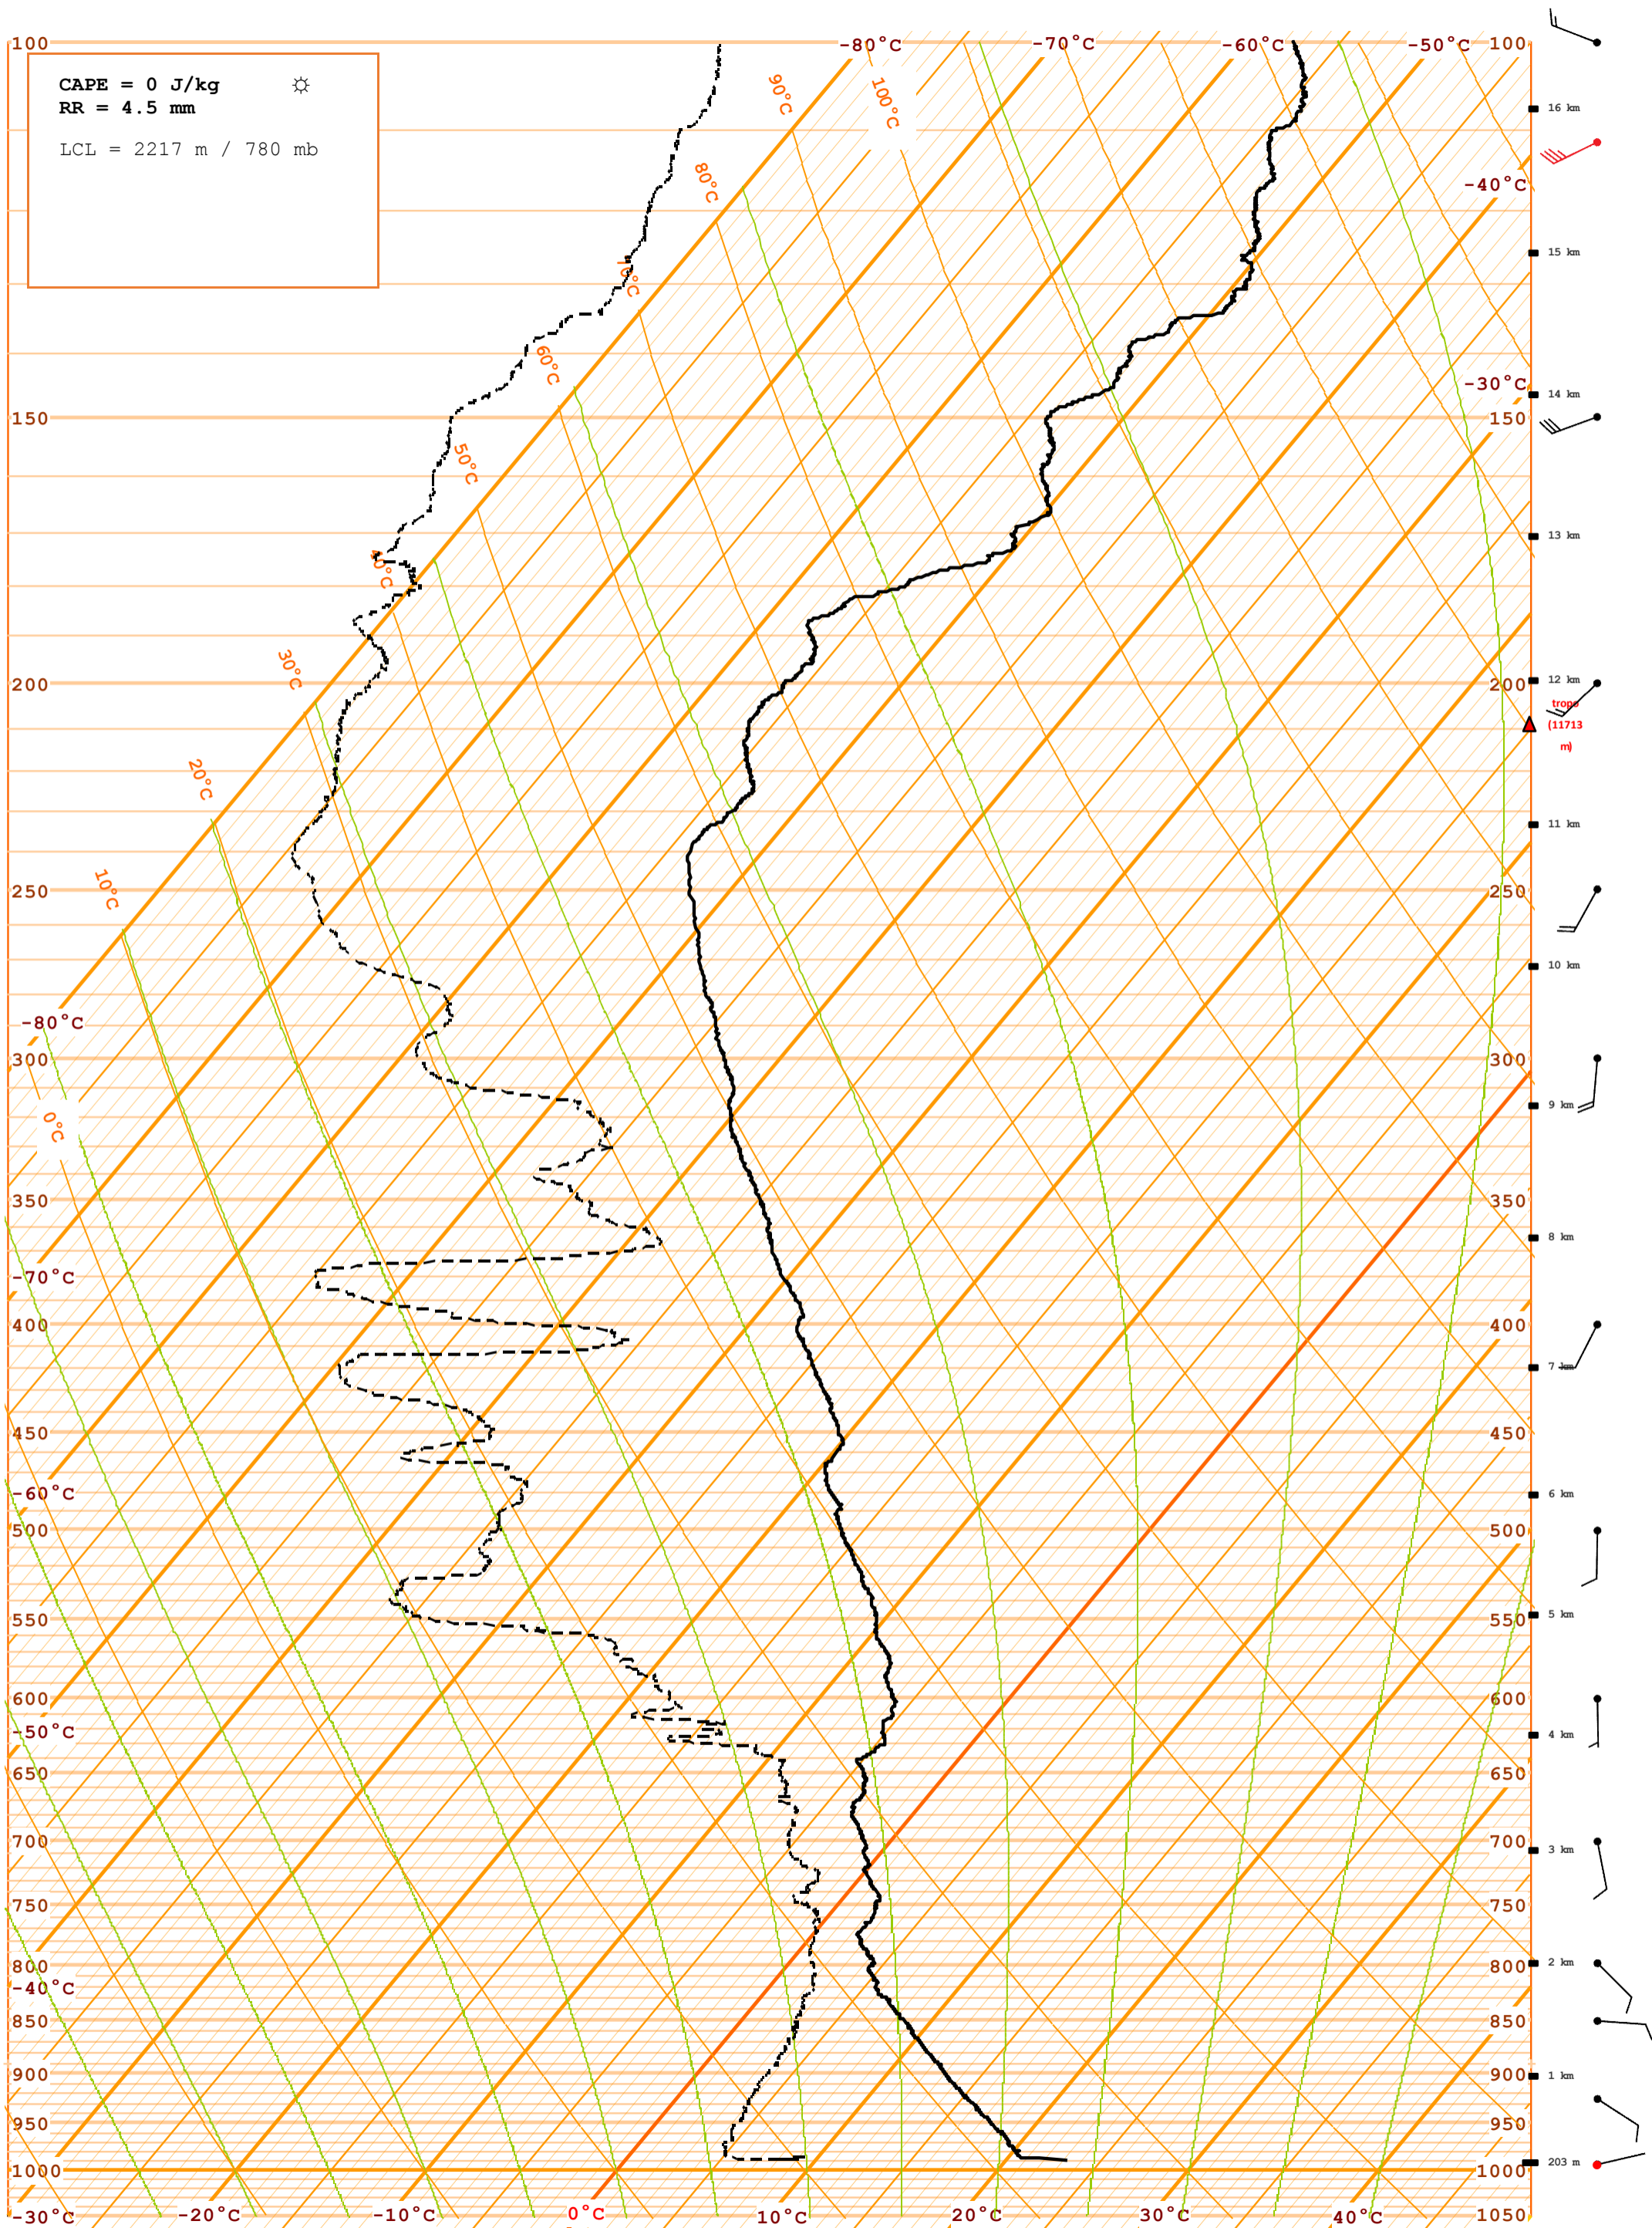 -80°C -70°C -60°C -50°C
100 100
CAPE = 0 J/kg ☼
RR = 4.5 mm
LCL = 2217 m / 780 mb
90°C 100°C
16 km
80°C
-40°C
15 km
70°C
60°C
-30°C
14 km
150 150
50°C
13 km
40°C
30°C
200 200
12 km
tropo
(11713
m)
20°C
11 km
10°C
250 250
10 km
-80°C
300 300
9 km
0°C
350 350
8 km
-70°C
400 400
7 km
450 450
-60°C
6 km
500 500
5 km
550 550
600 600
-50°C
4 km
650 650
700 700
3 km
750 750
800 800
2 km
-40°C
850 850
900 900
1 km
950 950
203 m
1000 1000
-30°C -20°C -10°C 0°C 10°C 20°C 30°C 40°C 1050